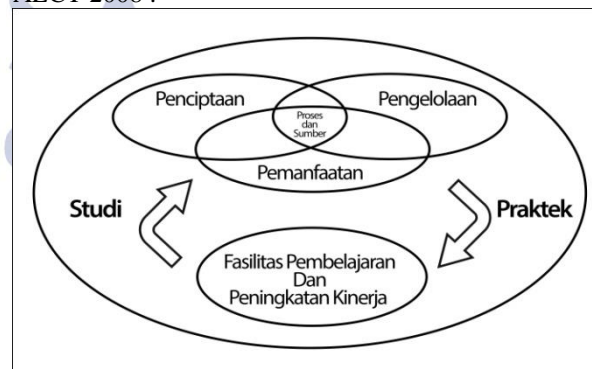 AECT 2008 :
Penciptaan
Pengelolaan
Proses
dan
Sumber
Pemanfaatan
Studi
Praktek
Fasilitas Pembelajaran
Dan
Peningkatan Kinerja